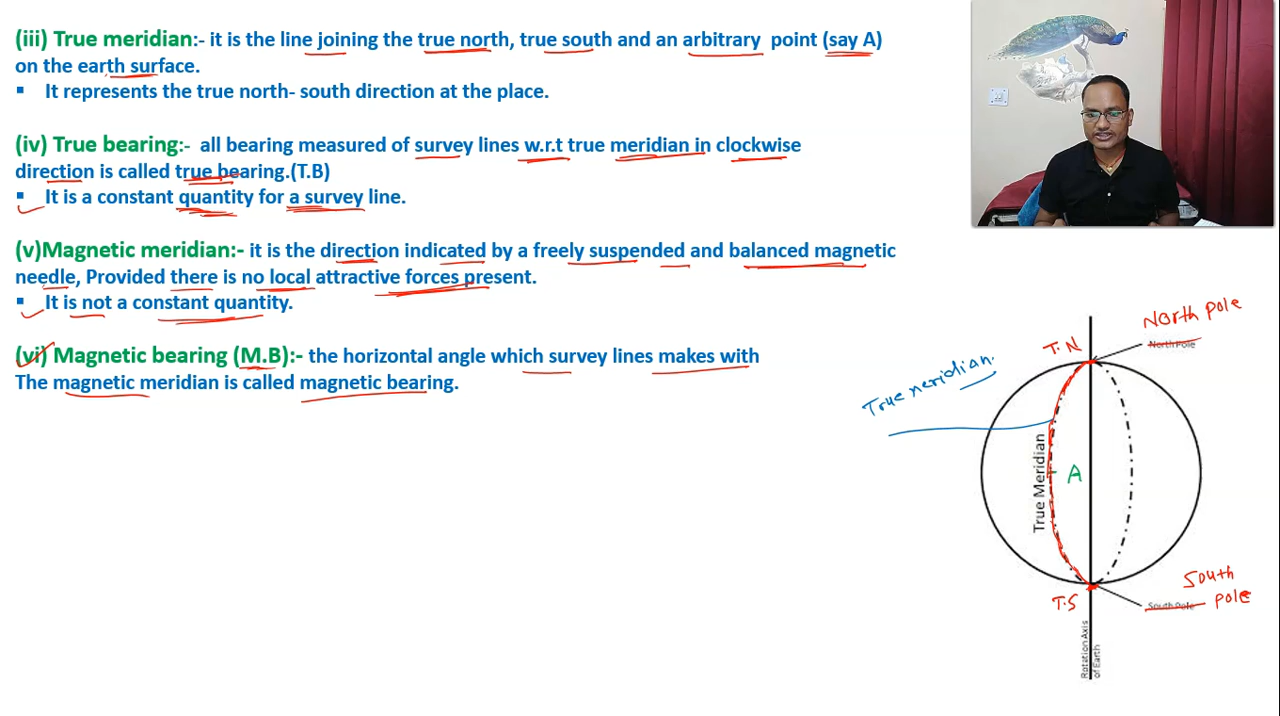 (iii) True meridian:- it is the line joining the true north, true south and an arbitrary point (say A)
on the earth surface.
▪ It represents the true north- south direction at the place.
(iv) True bearing:- all bearing measured of survey lines w.r.t true meridian in clockwise
direction is called true bearing.(T.B)
▪ It is a constant quantity for a survey line.
(v)Magnetic meridian:- it is the direction indicated by a freely suspended and balanced magnetic
needle, Provided there is no local attractive forces present.
▪ It is not a constant quantity.
(vi) Magnetic bearing (M.B):- the horizontal angle which survey lines makes with
The magnetic meridian is called magnetic bearing.
North pole
T.N
North Pole
True meridian.
True Meridian
A
South
pole
T.S
South Pole
Rotation Axis
of Earth